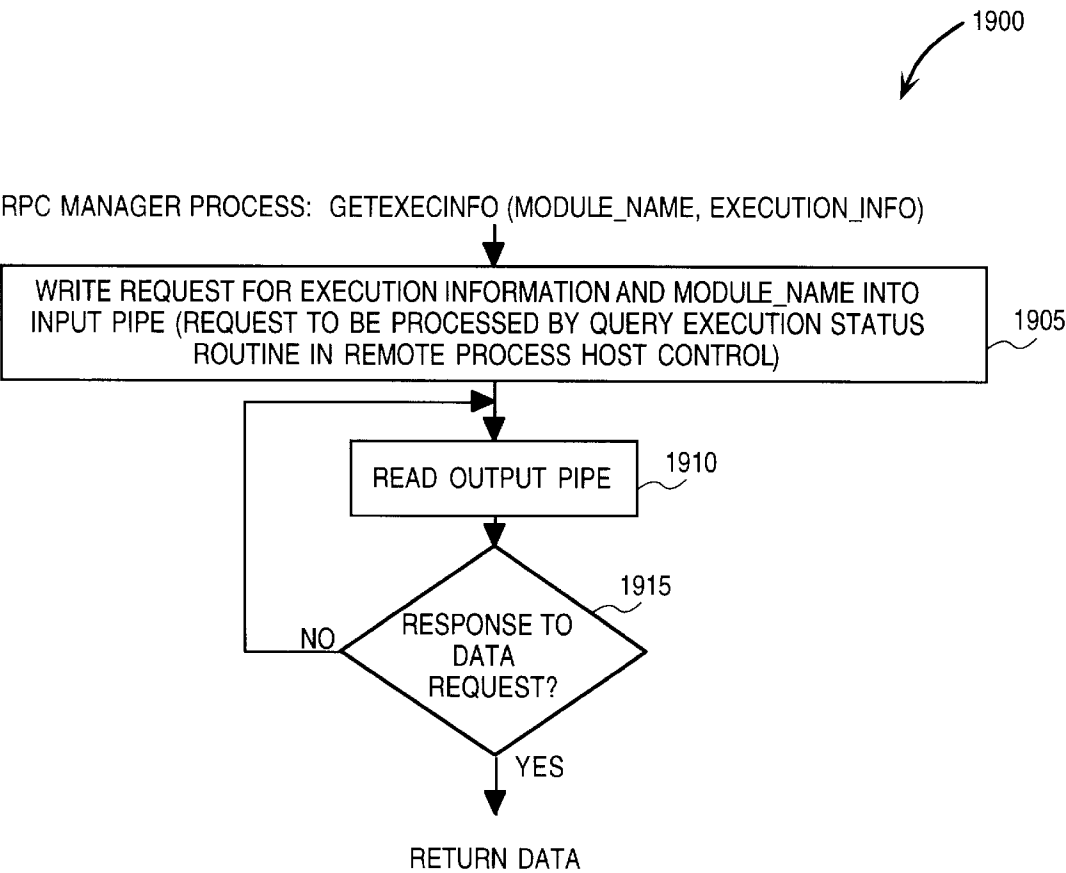 1900
RPC MANAGER PROCESS: GETEXECINFO (MODULE_NAME, EXECUTION_INFO)
WRITE REQUEST FOR EXECUTION INFORMATION AND MODULE_NAME INTO
INPUT PIPE (REQUEST TO BE PROCESSED BY QUERY EXECUTION STATUS
ROUTINE IN REMOTE PROCESS HOST CONTROL)
1905
READ OUTPUT PIPE
1910
1915
RESPONSE TO
DATA
REQUEST?
NO
YES
RETURN DATA